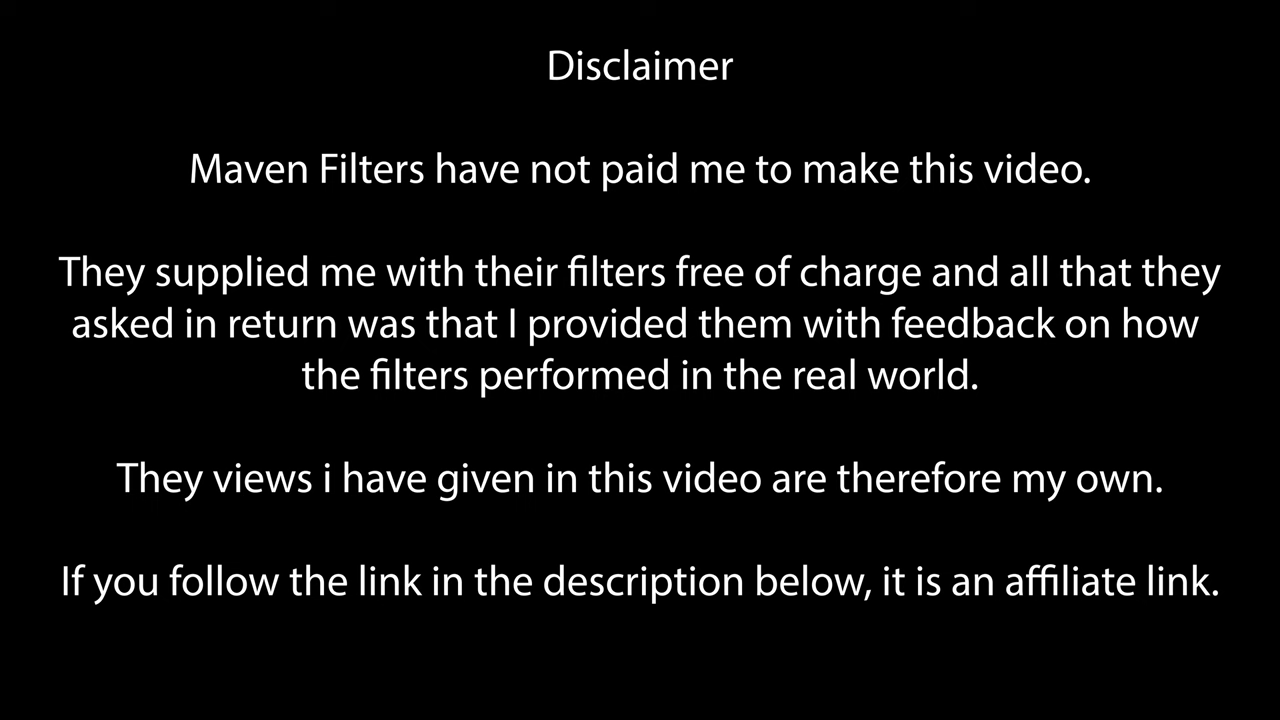 Disclaimer
Maven Filters have not paid me to make this video.
They supplied me with their filters free of charge and all that they
asked in return was that I provided them with feedback on how
the filters performed in the real world.
They views i have given in this video are therefore my own.
If you follow the link in the description below, it is an affiliate link.